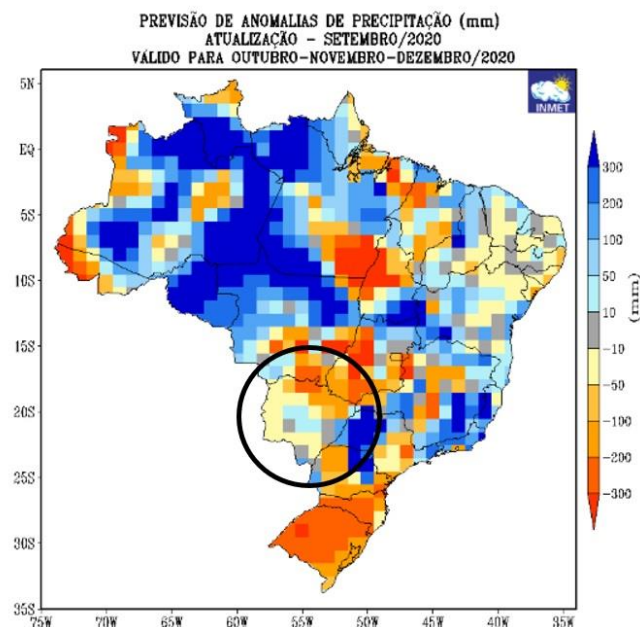 PREVISÃO DE ANOMALIAS DE PRECIPITAÇÃO (mm)
ATUALIZAÇÃO - SETEMBRO/2020
VÁLIDO PARA OUTUBRO-NOVEMBRO-DEZEMBRO/2020
INMET
5N
EQ
5S
10S
15S
20S
25S
30S
35S
75W
70W
65W
60W
55W
50W
45W
40W
35W
300
200
100
50
10
-10
-50
-100
-200
-300
(mm)